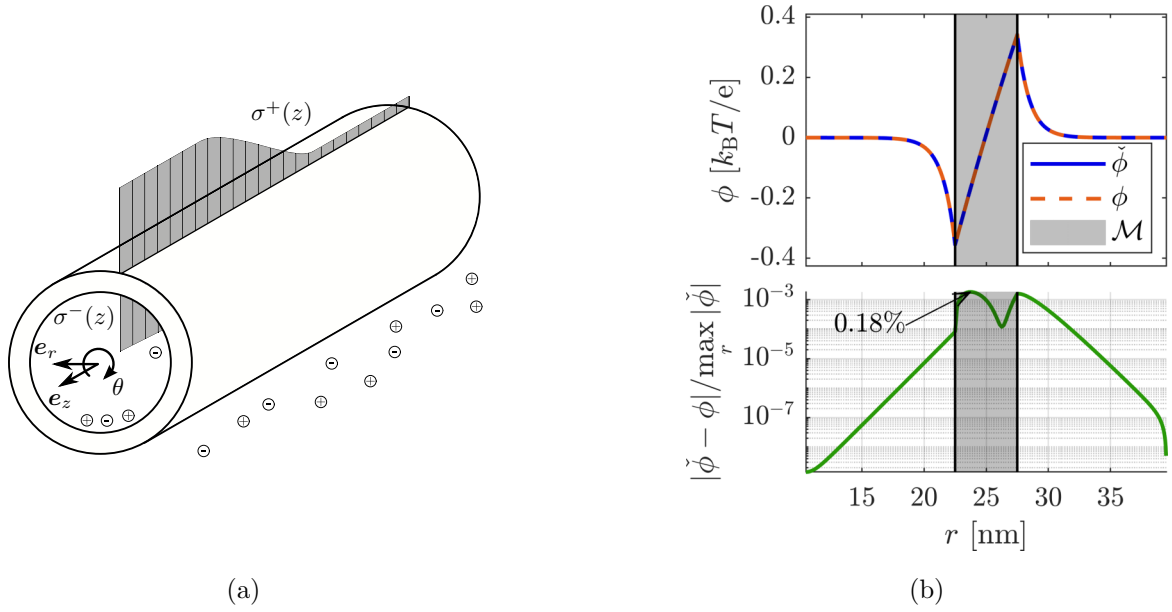 σ⁺(z)
σ⁻(z)
e_r
e_z
θ
⊖
⊕ ⊖ ⊕
⊕
⊕
⊕
⊖
⊖
⊕
⊖
⊕
⊖
⊖
(a)
ϕ [k_B T/e]
0.4
0.2
0
-0.2
-0.4
ϕ̌
ϕ
ℳ
|ϕ̌ − ϕ|/max_r |ϕ̌|
10⁻³
10⁻⁵
10⁻⁷
0.18%
15 20 25 30 35
r [nm]
(b)